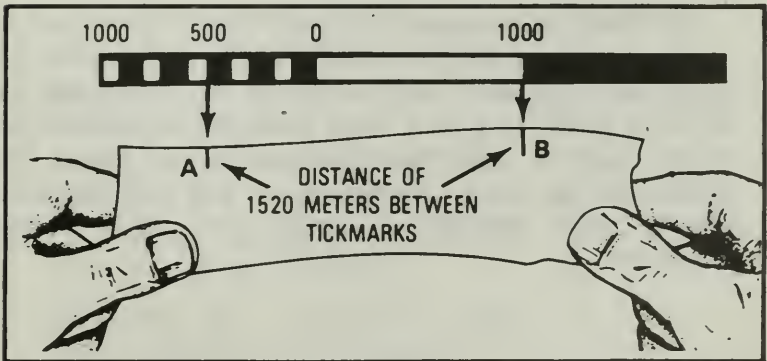 1000 500 0 1000
A B
DISTANCE OF
1520 METERS BETWEEN
TICKMARKS